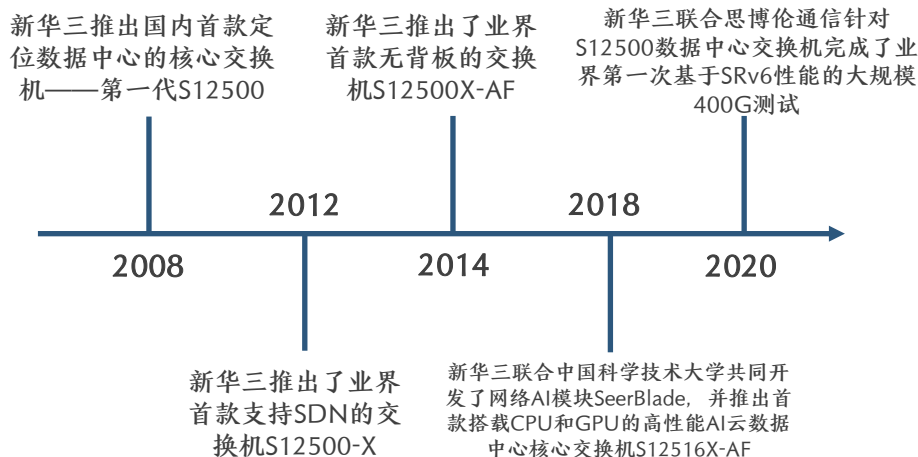 新华三推出国内首款定
位数据中心的核心交换
机——第一代S12500
新华三推出了业界
首款无背板的交换
机S12500X-AF
新华三联合思博伦通信针对
S12500数据中心交换机完成了业
界第一次基于SRv6性能的大规模
400G测试
2012
2018
2008
2014
2020
新华三推出了业界
首款支持SDN的交
换机S12500-X
新华三联合中国科学技术大学共同开
发了网络AI模块SeerBlade，并推出首
款搭载CPU和GPU的高性能AI云数据
中心核心交换机S12516X-AF